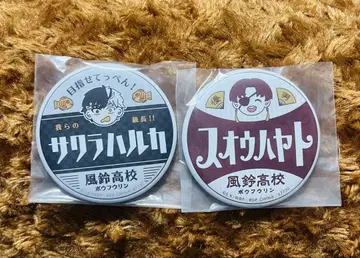 目指せてっぺん!
我らの 級長!!
サクラハルカ
風鈴高校
ボウフウリン
スオウハヤト
風鈴高校
ボウフウリン